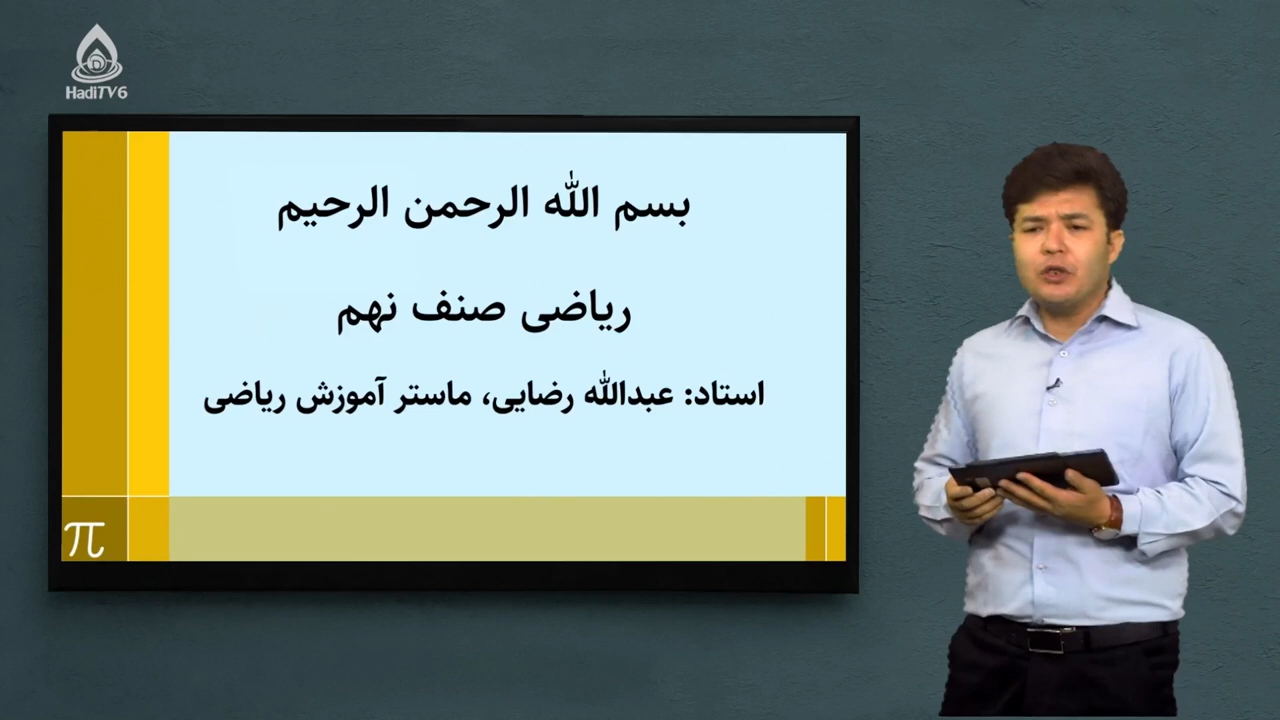 HadiTV6
بسم الله الرحمن الرحیم
ریاضی صنف نهم
استاد: عبدالله رضایی، ماستر آموزش ریاضی
π